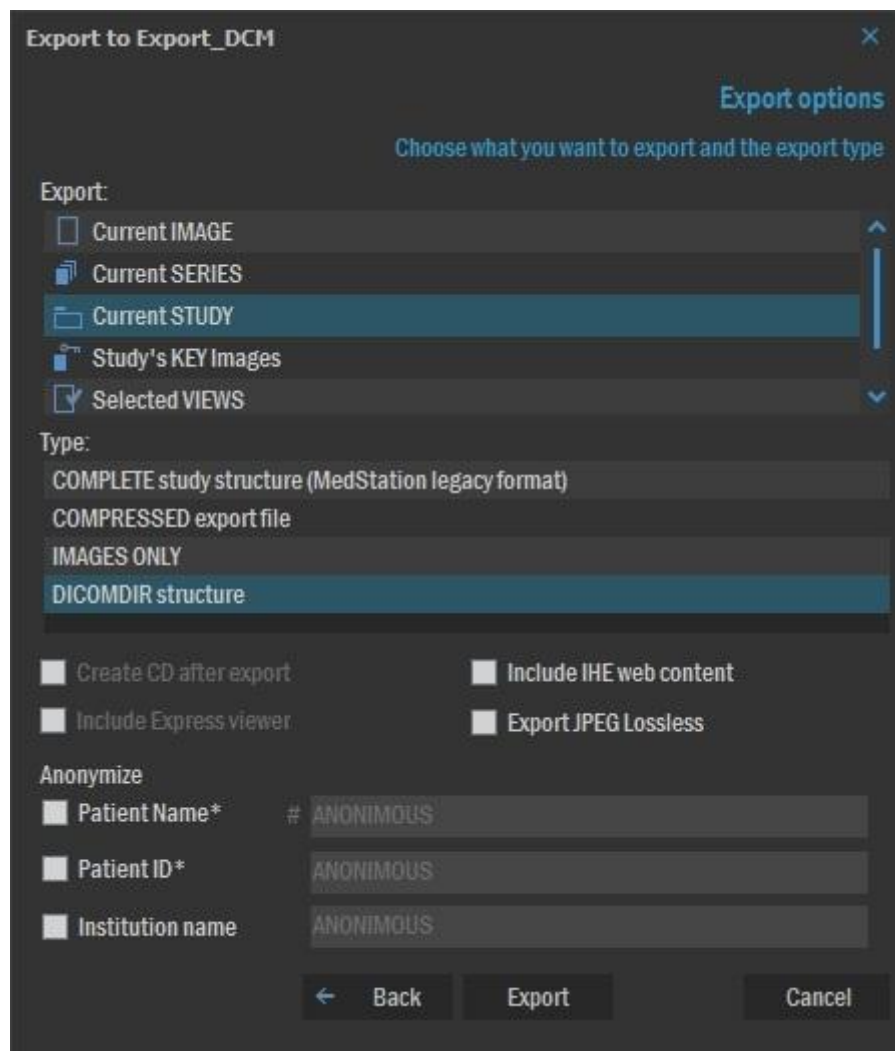 Export to Export_DCM
Export options
Choose what you want to export and the export type
Export:
Current IMAGE
Current SERIES
Current STUDY
Study's KEY Images
Selected VIEWS
Type:
COMPLETE study structure (MedStation legacy format)
COMPRESSED export file
IMAGES ONLY
DICOMDIR structure
Create CD after export
Include IHE web content
Include Express viewer
Export JPEG Lossless
Anonymize
Patient Name* # ANONIMOUS
Patient ID* ANONIMOUS
Institution name ANONIMOUS
Back Export Cancel